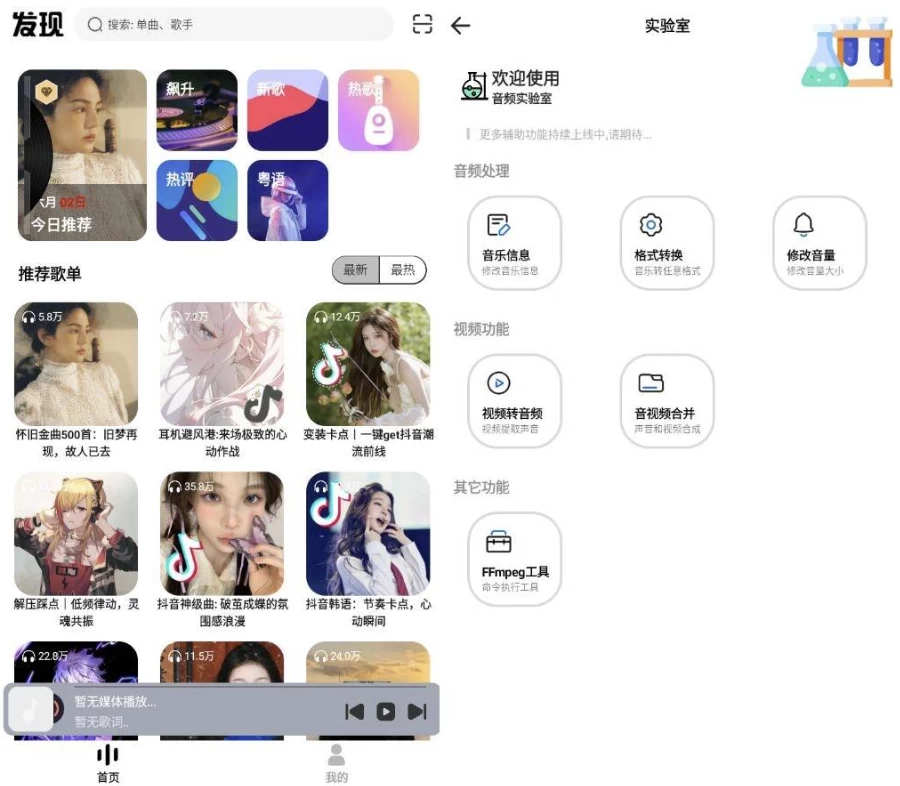 发现
搜索: 单曲、歌手
飙升
新歌
热歌
热评
粤语
六月 02日
今日推荐
推荐歌单
最新
最热
5.8万
7.2万
12.4万
怀旧金曲500首：旧梦再
现，故人已去
耳机避风港:来场极致的心
动作战
变装卡点丨一键get抖音潮
流前线
35.8万
解压踩点丨低频律动，灵
魂共振
抖音神级曲: 破茧成蝶的氛
围感浪漫
抖音韩语：节奏卡点，心
动瞬间
22.8万
11.5万
24.0万
暂无媒体播放...
暂无歌词..
首页
我的
实验室
欢迎使用
音频实验室
更多辅助功能持续上线中,请期待...
音频处理
音乐信息
修改音乐信息
格式转换
音乐转任意格式
修改音量
修改音量大小
视频功能
视频转音频
视频提取声音
音视频合并
声音和视频合成
其它功能
FFmpeg工具
命令执行工具